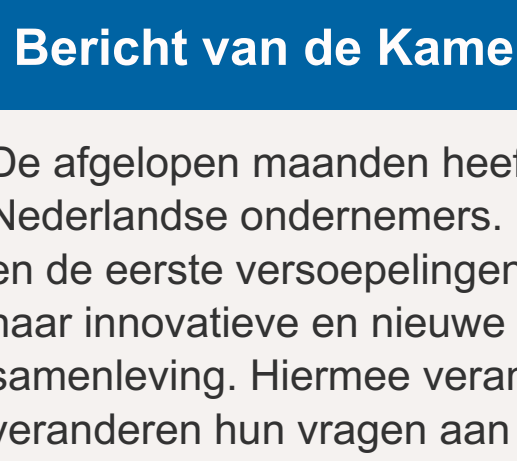 Bericht van de Kame
De afgelopen maanden heef
Nederlandse ondernemers.
en de eerste versoepelingen
naar innovatieve en nieuwe
samenleving. Hiermee veran
veranderen hun vragen aan